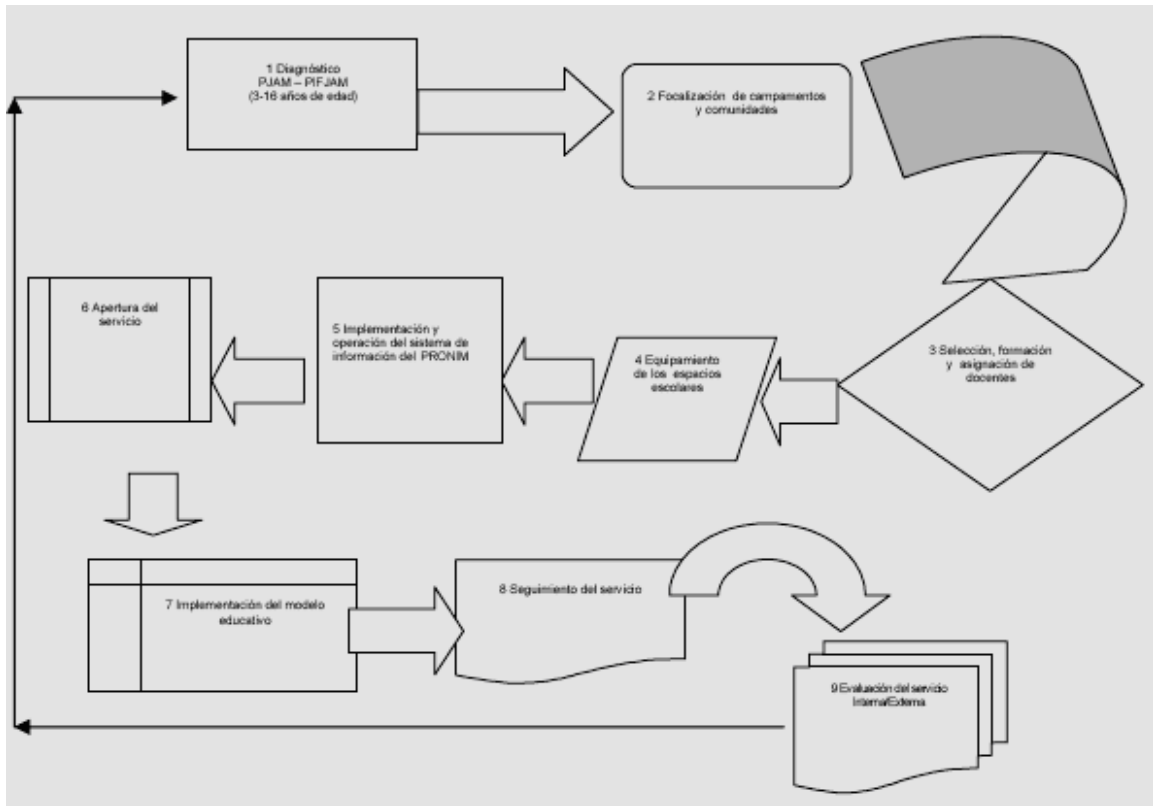 1 Diagnóstico
PJAM – PIFJAM
(3-16 años de edad)
2 Focalización de campamentos
y comunidades
3 Selección, formación
y asignación de
docentes
4 Equipamiento
de los espacios
escolares
5 Implementación y
operación del sistema de
información del PRONIM
6 Apertura del
servicio
7 Implementación del modelo
educativo
8 Seguimiento del servicio
9 Evaluación del servicio
Interna/Externa